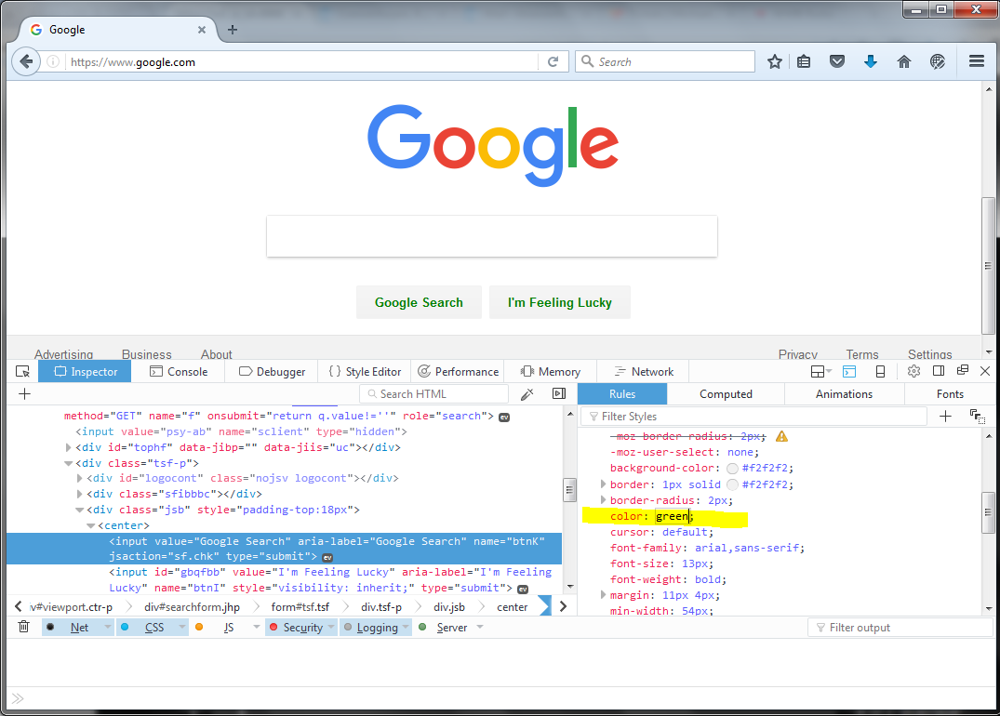 Google
https://www.google.com
Search
Google
Google Search
I'm Feeling Lucky
Advertising Business About Privacy Terms Settings
Inspector Console Debugger {} Style Editor Performance Memory Network
+ Search HTML Rules Computed Animations Fonts
Filter Styles
method="GET" name="f" onsubmit="return q.value!=''" role="search"> ev
<input value="psy-ab" name="sclient" type="hidden">
<div id="tophf" data-jibp="" data-jiis="uc"></div>
<div class="tsf-p">
<div id="logocont" class="nojsv logocont"></div>
<div class="sfibbbc"></div>
<div class="jsb" style="padding-top:18px">
<center>
<input value="Google Search" aria-label="Google Search" name="btnK"
jsaction="sf.chk" type="submit"> ev
<input id="gbqfbb" value="I'm Feeling Lucky" aria-label="I'm Feeling
Lucky" name="btnI" style="visibility: inherit;" type="submit"> ev
-moz-border-radius: 2px;
-moz-user-select: none;
background-color: #f2f2f2;
border: 1px solid #f2f2f2;
border-radius: 2px;
color: green;
cursor: default;
font-family: arial,sans-serif;
font-size: 13px;
font-weight: bold;
margin: 11px 4px;
min-width: 54px;
iv#viewport.ctr-p div#searchform.jhp form#tsf.tsf div.tsf-p div.jsb center
Net CSS JS Security Logging Server Filter output